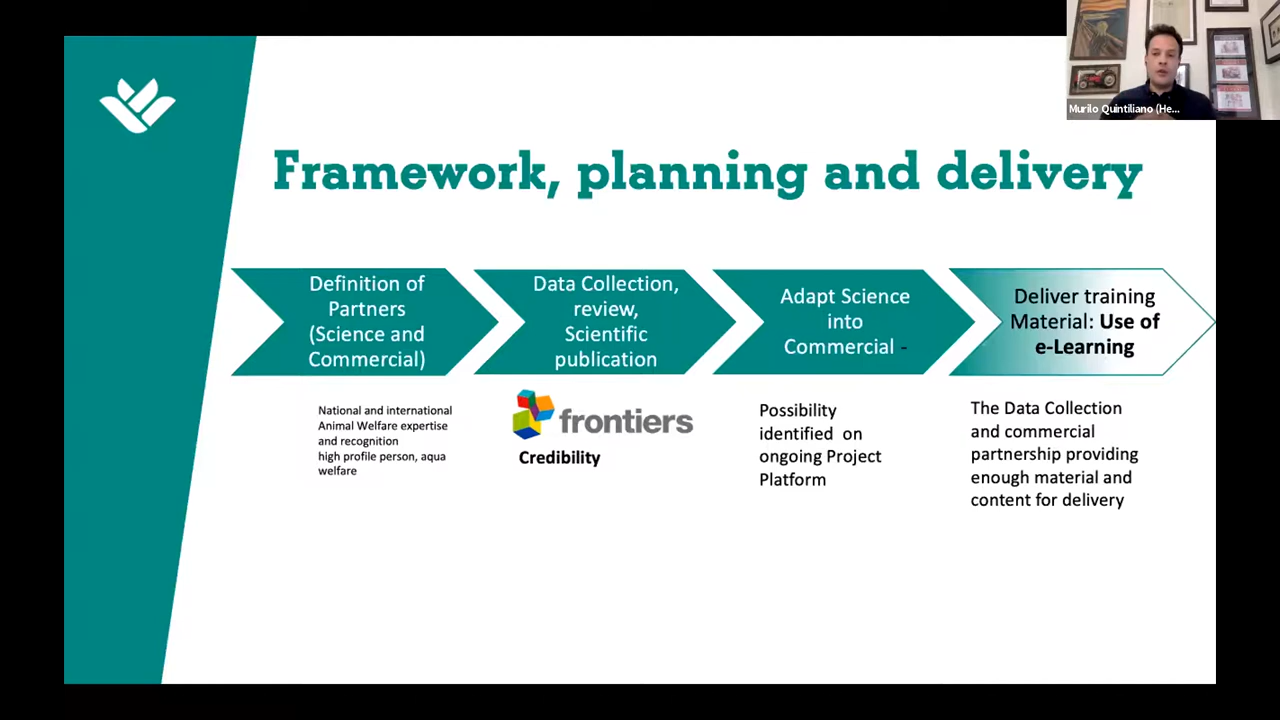 Murilo Quintiliano (He...
Framework, planning and delivery
Definition of
Partners
(Science and
Commercial)
Data Collection,
review,
Scientific
publication
Adapt Science
into
Commercial -
Deliver training
Material: Use of
e-Learning
National and international
Animal Welfare expertise
and recognition
high profile person, aqua
welfare
frontiers
Credibility
Possibility
identified on
ongoing Project
Platform
The Data Collection
and commercial
partnership providing
enough material and
content for delivery